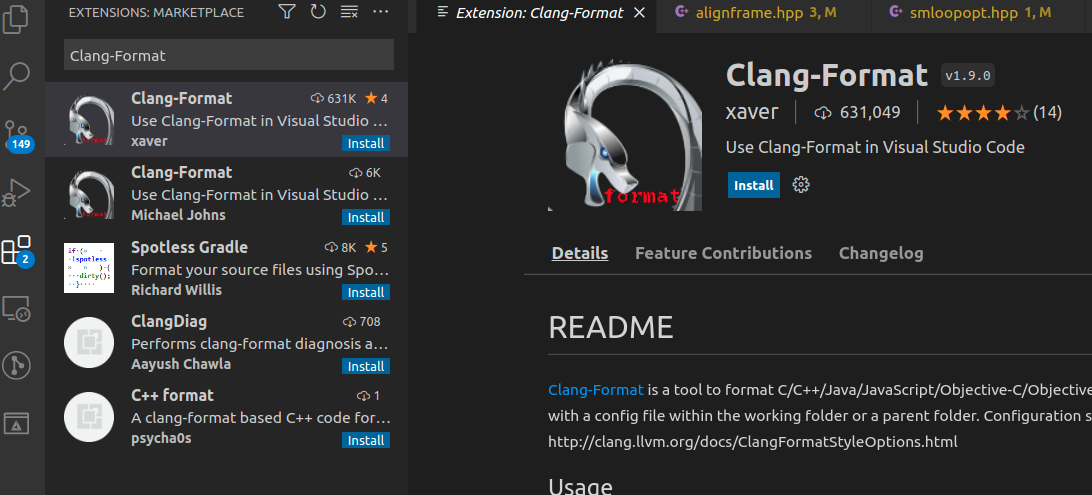 EXTENSIONS: MARKETPLACE
Clang-Format
Clang-Format 631K 4
Use Clang-Format in Visual Studio ...
xaver Install
Clang-Format 6K
Use Clang-Format in Visual Studio ...
Michael Johns Install
Spotless Gradle 8K 5
Format your source files using Spo...
Richard Willis Install
ClangDiag 708
Performs clang-format diagnosis a...
Aayush Chawla Install
C++ format 1
A clang-format based C++ code for...
psycha0s Install
149
2
format
if·(»
·(spotless
» » )·{
···dirty();
··}····
Extension: Clang-Format
alignframe.hpp 3, M
smloopopt.hpp 1, M
format
Clang-Format v1.9.0
xaver 631,049 (14)
Use Clang-Format in Visual Studio Code
Install
Details Feature Contributions Changelog
README
Clang-Format is a tool to format C/C++/Java/JavaScript/Objective-C/Objective
with a config file within the working folder or a parent folder. Configuration s
http://clang.llvm.org/docs/ClangFormatStyleOptions.html
Usage